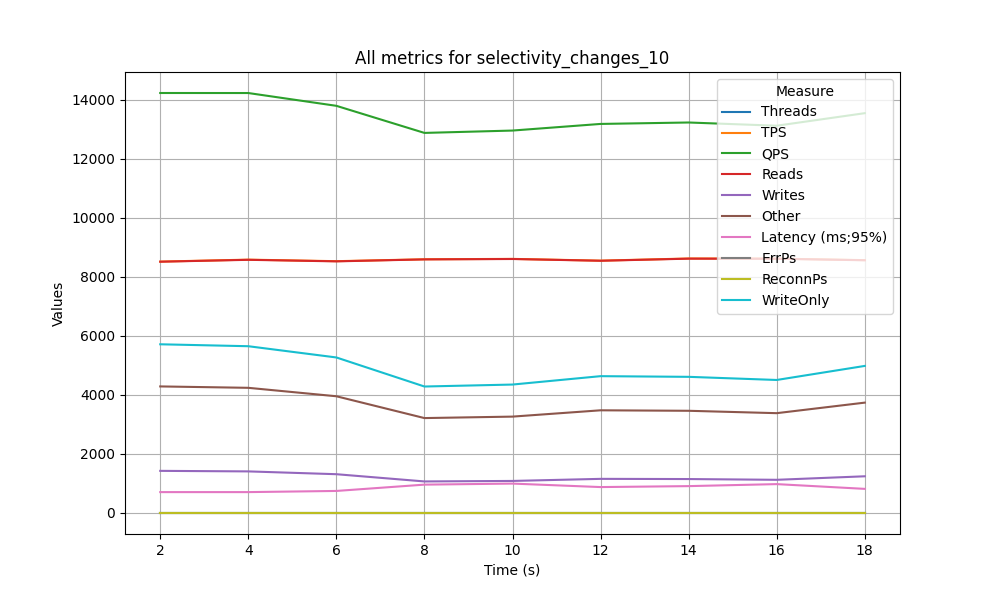 All metrics for selectivity_changes_10
Values
14000
12000
10000
8000
6000
4000
2000
0
Measure
Threads
TPS
QPS
Reads
Writes
Other
Latency (ms;95%)
ErrPs
ReconnPs
WriteOnly
2 4 6 8 10 12 14 16 18
Time (s)